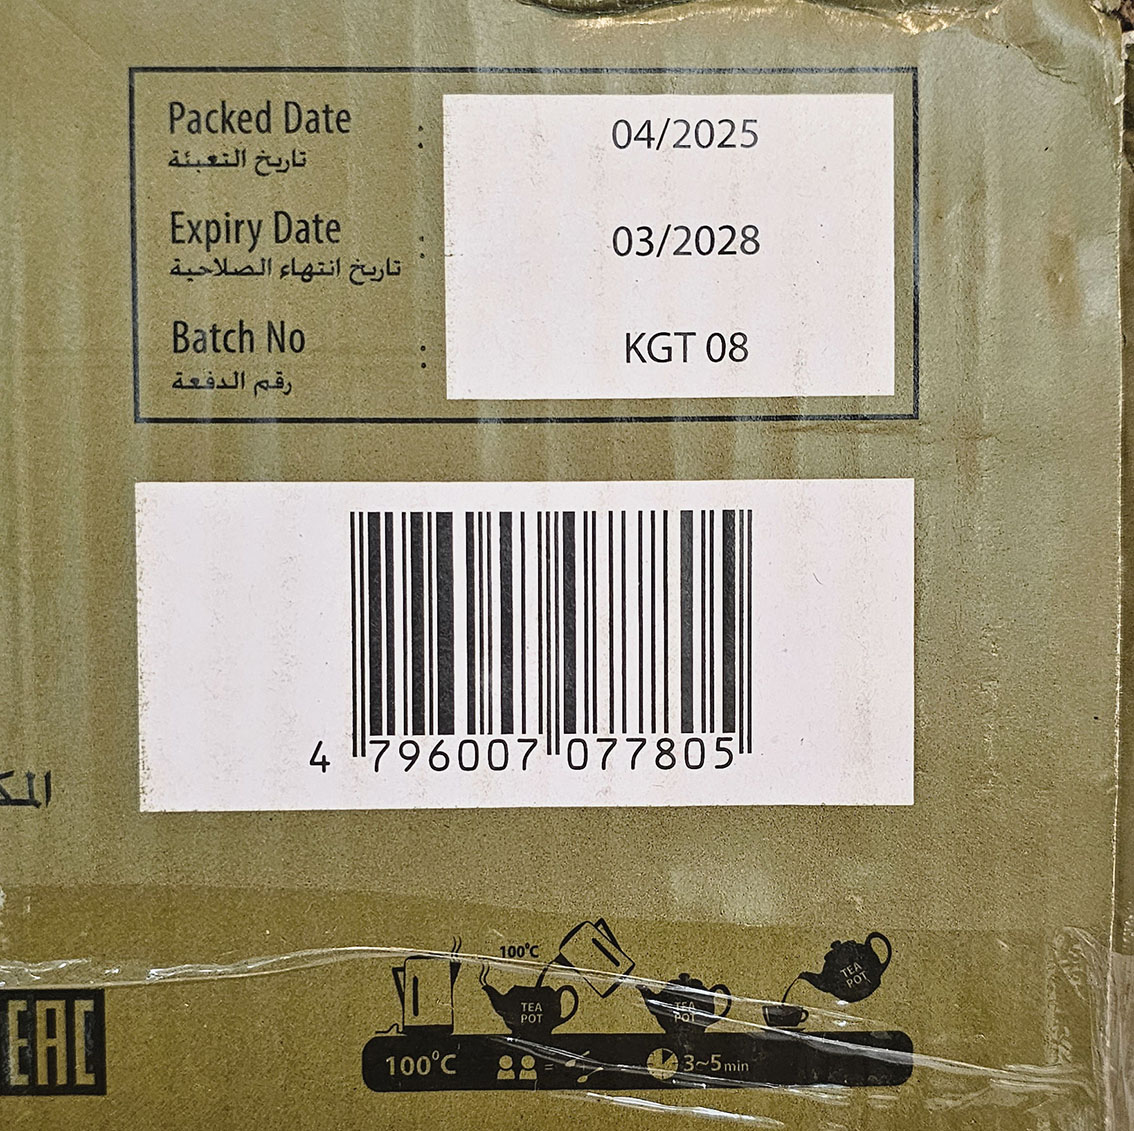 Packed Date : 04/2025
تاريخ التعبئة
Expiry Date : 03/2028
تاريخ انتهاء الصلاحية
Batch No : KGT 08
رقم الدفعة
4 796007 077805
100°C
TEA POT
TEA POT
TEA POT
EAC
100°C = 3~5 min